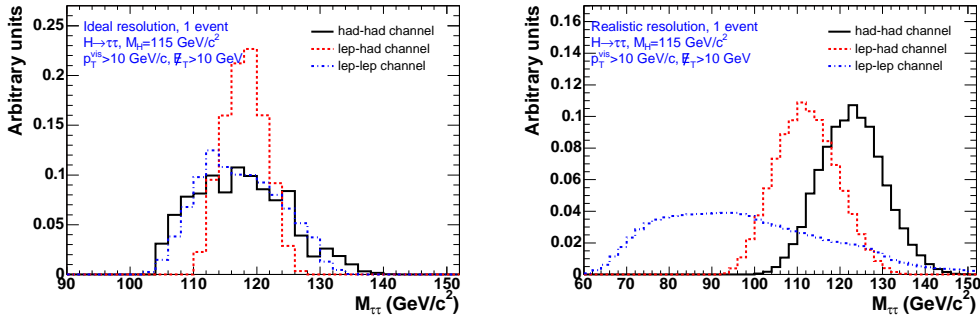 Arbitrary units
Ideal resolution, 1 event
H→ττ, M_H=115 GeV/c²
p_T^vis>10 GeV/c, E̸_T>10 GeV
had-had channel
lep-had channel
lep-lep channel
0.25
0.2
0.15
0.1
0.05
0
90 100 110 120 130 140 150
M_ττ (GeV/c²)
Arbitrary units
Realistic resolution, 1 event
H→ττ, M_H=115 GeV/c²
p_T^vis>10 GeV/c, E̸_T>10 GeV
had-had channel
lep-had channel
lep-lep channel
0.16
0.14
0.12
0.1
0.08
0.06
0.04
0.02
0
60 70 80 90 100 110 120 130 140 150
M_ττ (GeV/c²)